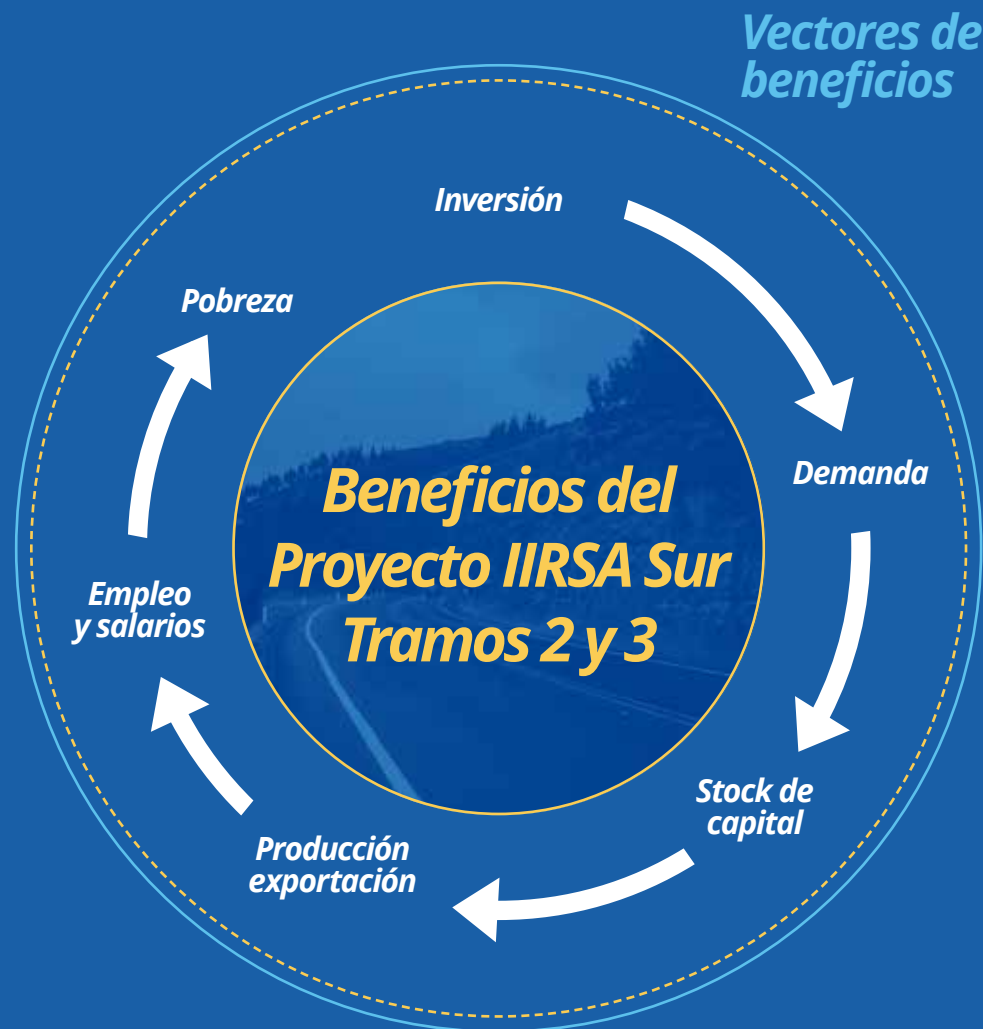 Vectores de
beneficios
Inversión
Pobreza
Demanda
Beneficios del
Proyecto IIRSA Sur
Tramos 2 y 3
Empleo
y salarios
Stock de
capital
Producción
exportación